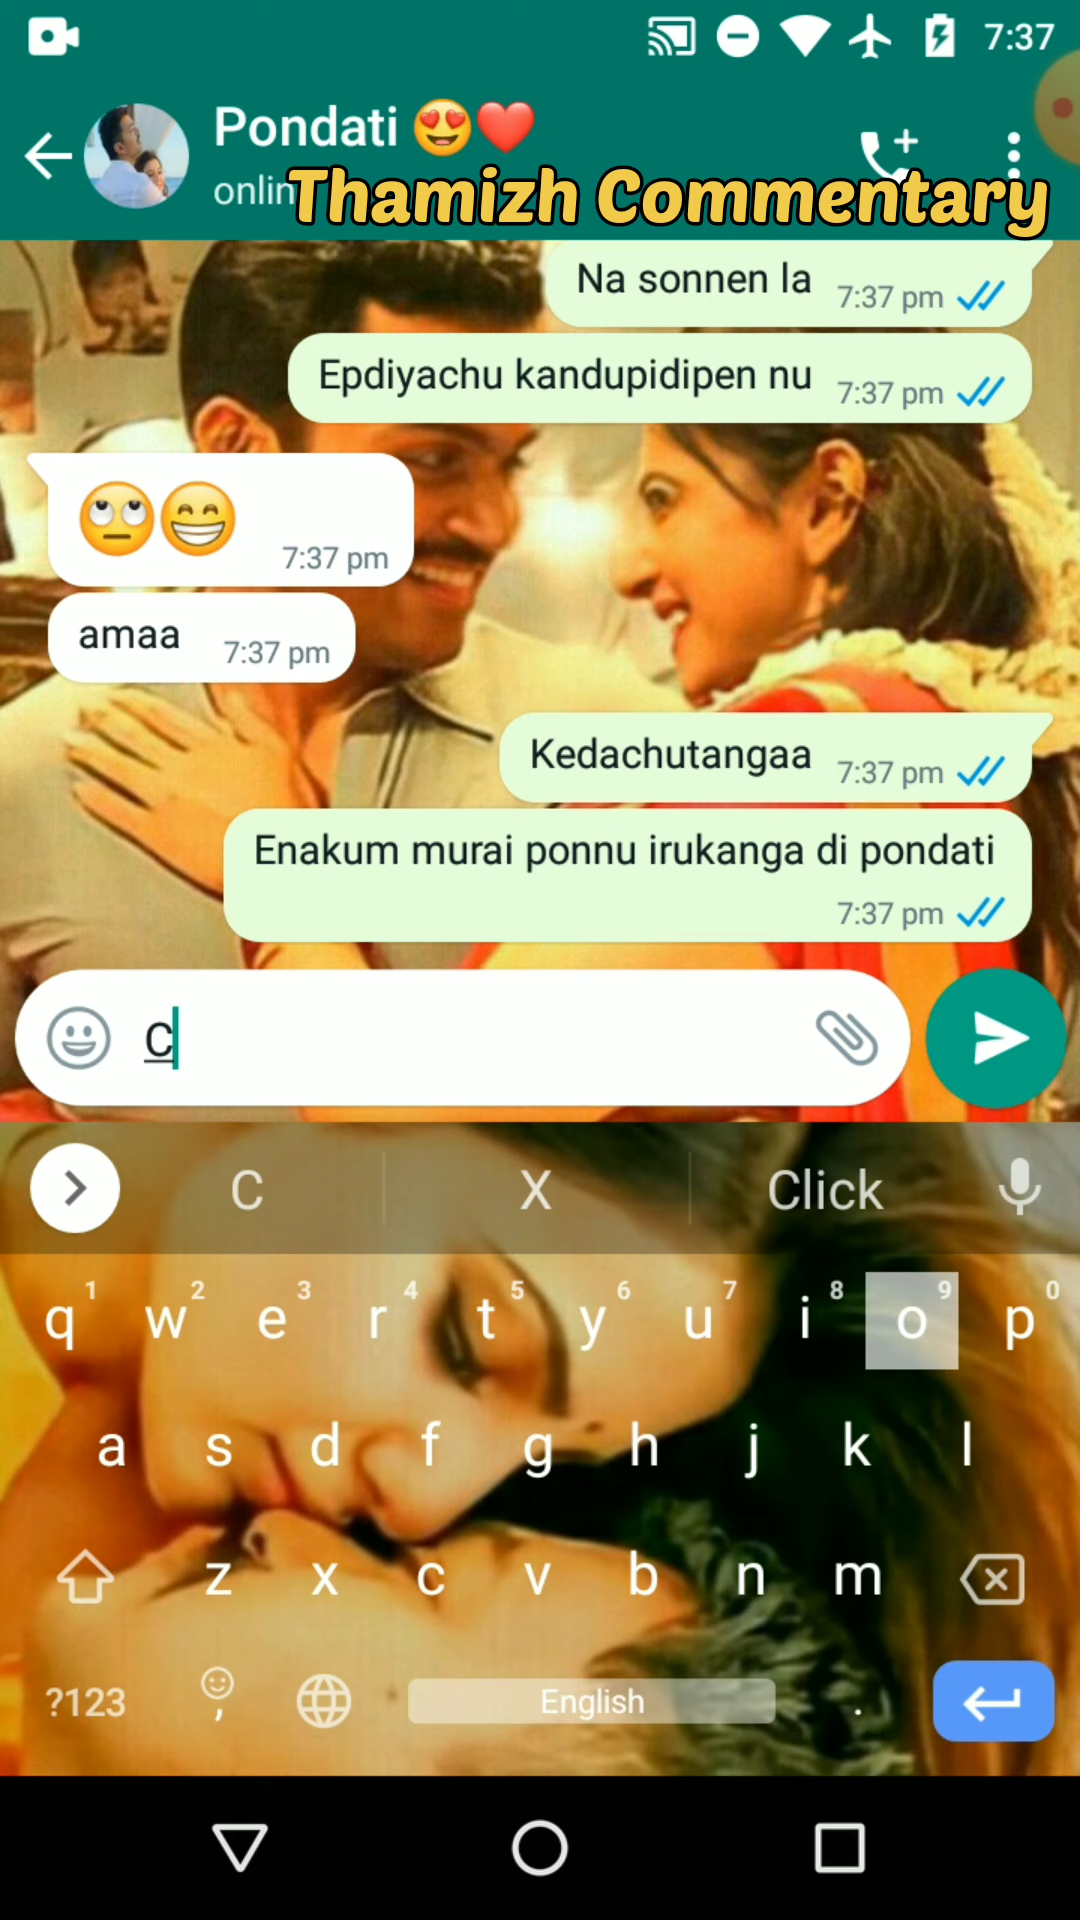 7:37
Pondati 😍❤️
onlin
Thamizh Commentary
Na sonnen la 7:37 pm
Epdiyachu kandupidipen nu 7:37 pm
🙄😁 7:37 pm
amaa 7:37 pm
Kedachutangaa 7:37 pm
Enakum murai ponnu irukanga di pondati
7:37 pm
C
C X Click
1 2 3 4 5 6 7 8 9 0
q w e r t y u i o p
a s d f g h j k l
z x c v b n m
?123 , English .